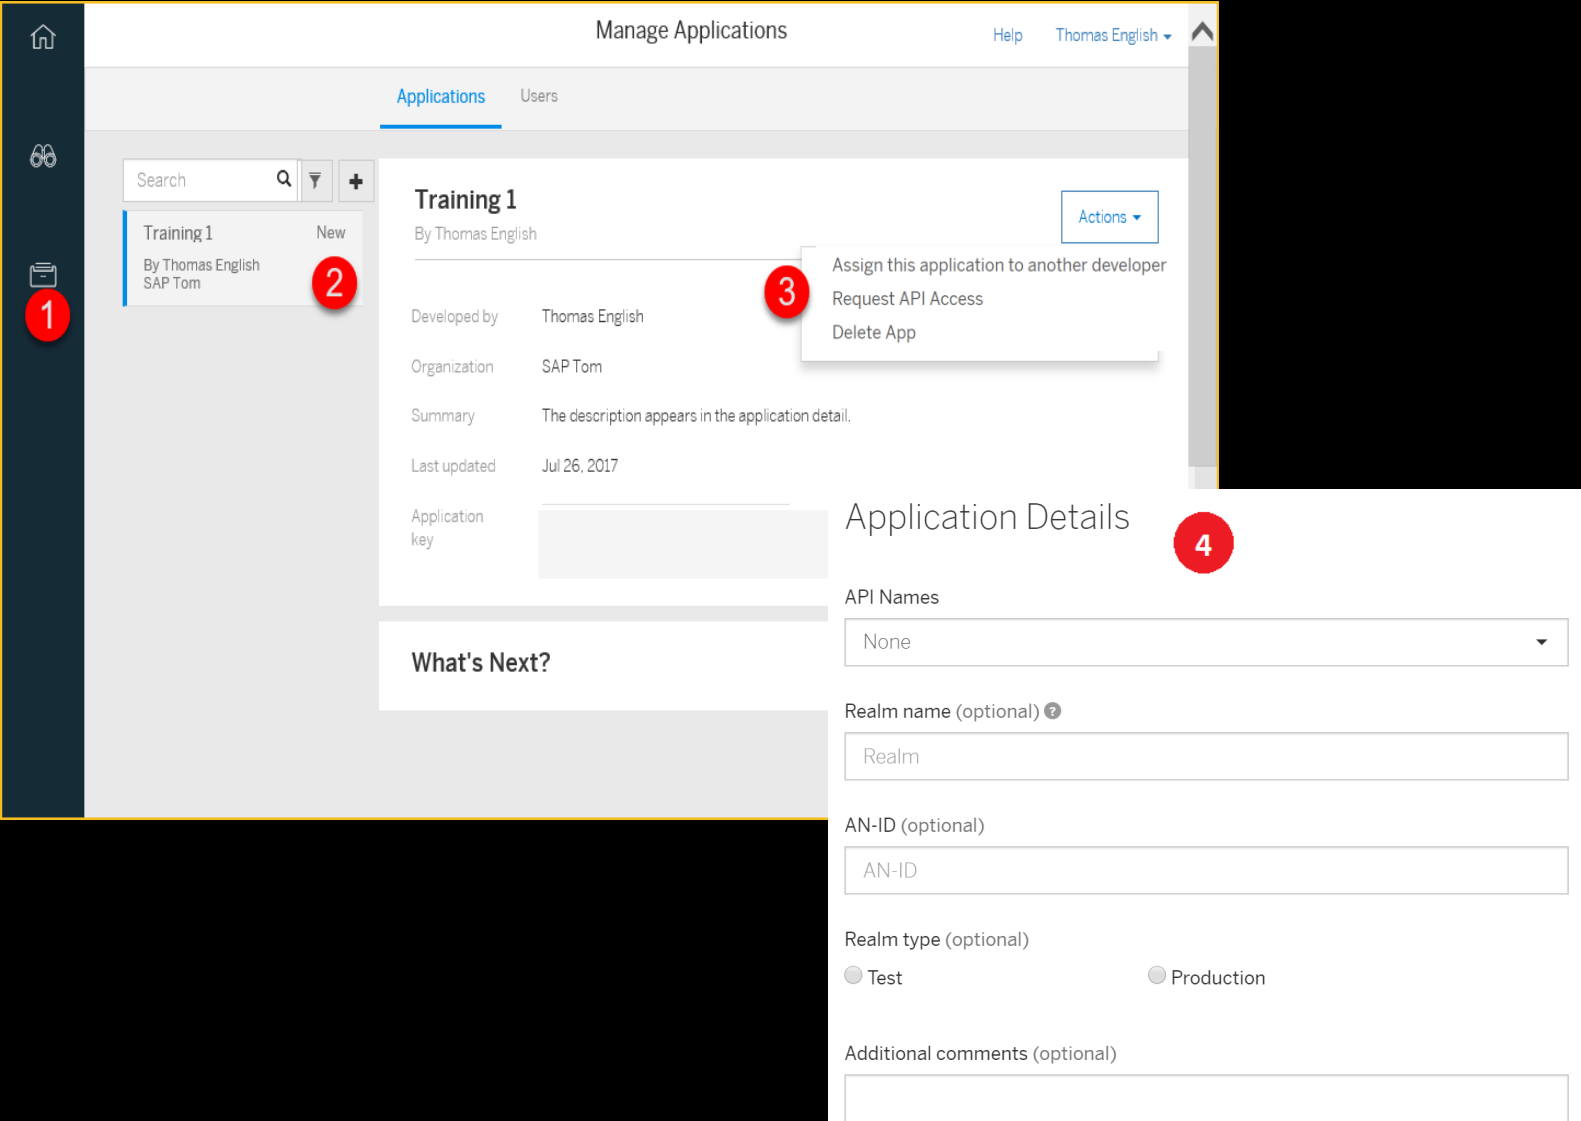 Manage Applications
Help
Thomas English
Applications
Users
Search
Training 1
New
By Thomas English
SAP Tom
1
2
Training 1
By Thomas English
Actions
3
Assign this application to another developer
Request API Access
Delete App
Developed by
Thomas English
Organization
SAP Tom
Summary
The description appears in the application detail.
Last updated
Jul 26, 2017
Application
key
What's Next?
Application Details
4
API Names
None
Realm name (optional) ?
Realm
AN-ID (optional)
AN-ID
Realm type (optional)
Test
Production
Additional comments (optional)